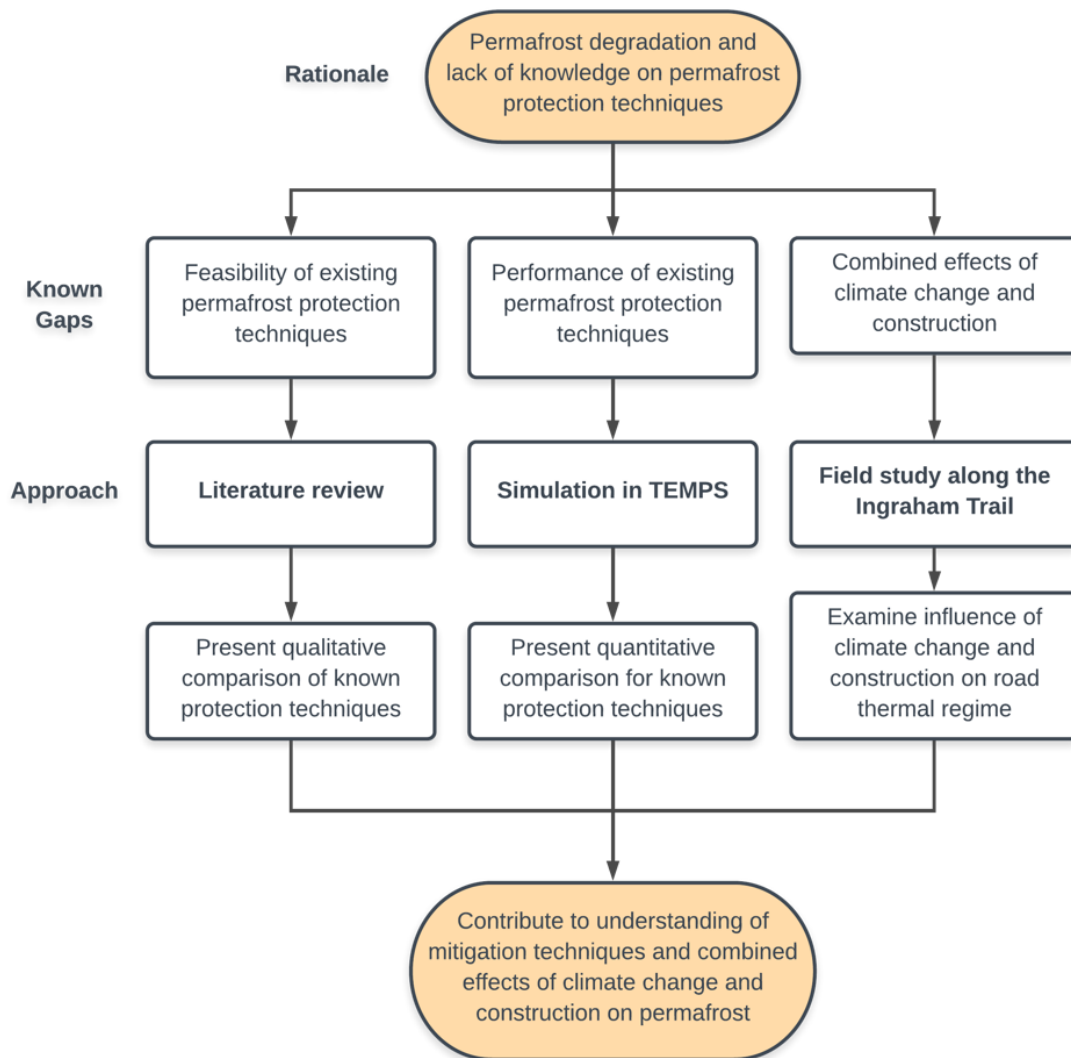 Rationale
Permafrost degradation and
lack of knowledge on permafrost
protection techniques
Known
Gaps
Feasibility of existing
permafrost protection
techniques
Performance of existing
permafrost protection
techniques
Combined effects of
climate change and
construction
Approach
Literature review
Simulation in TEMPS
Field study along the
Ingraham Trail
Present qualitative
comparison of known
protection techniques
Present quantitative
comparison for known
protection techniques
Examine influence of
climate change and
construction on road
thermal regime
Contribute to understanding of
mitigation techniques and combined
effects of climate change and
construction on permafrost